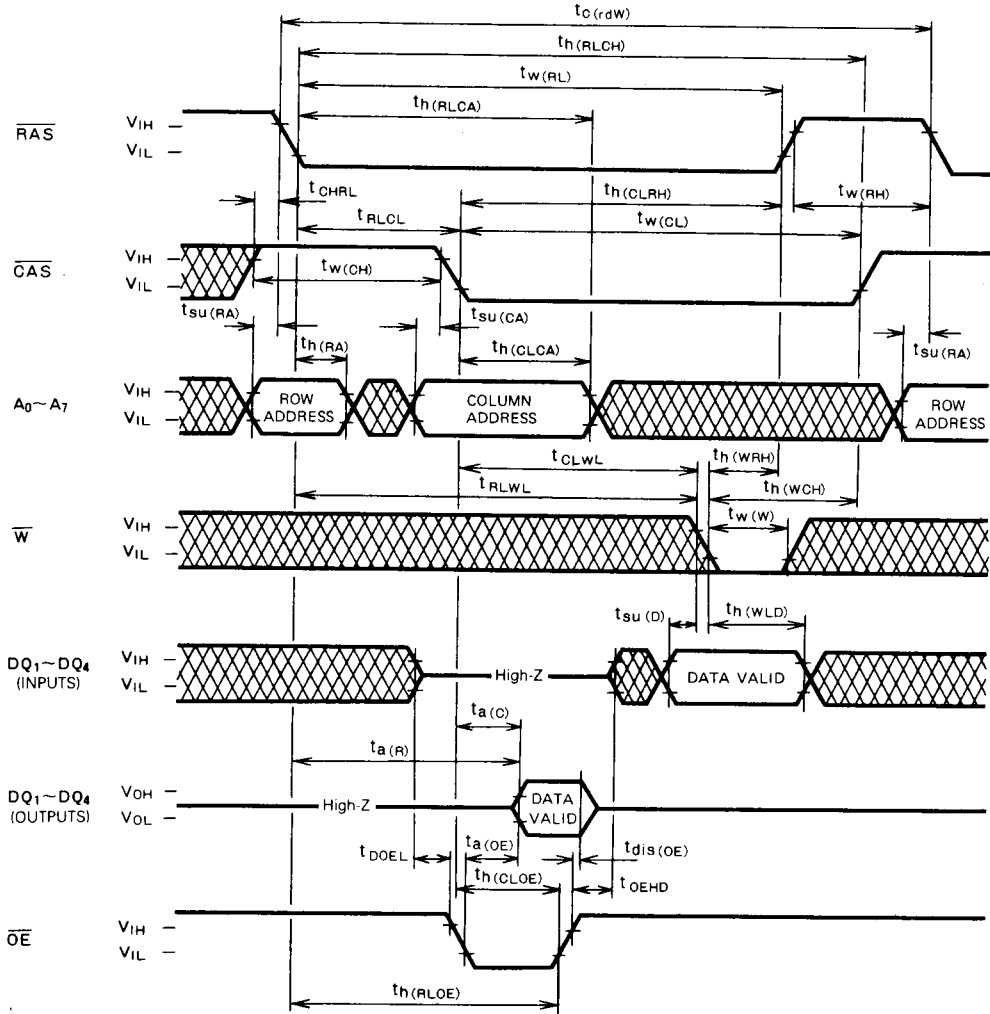 tC(rdW)
th(RLCH)
tw(RL)
th(RLCA)
RAS
VIH
VIL
tCHRL
th(CLRH)
tw(RH)
tRLCL
tw(CL)
CAS
VIH
VIL
tw(CH)
tsu(RA)
tsu(CA)
th(RA)
th(CLCA)
tsu(RA)
A0~A7
VIH
VIL
ROW
ADDRESS
COLUMN
ADDRESS
ROW
ADDRESS
tCLWL
th(WRH)
tRLWL
th(WCH)
W
VIH
VIL
tw(W)
tsu(D)
th(WLD)
DQ1~DQ4
(INPUTS)
VIH
VIL
High-Z
DATA VALID
ta(C)
ta(R)
DQ1~DQ4
(OUTPUTS)
VOH
VOL
High-Z
DATA
VALID
tDOEL
ta(OE)
tdis(OE)
th(CLOE)
tOEHD
OE
VIH
VIL
th(RLOE)